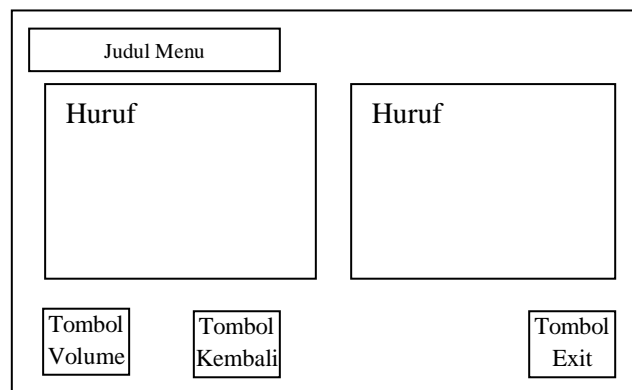 Judul Menu
Huruf
Huruf
Tombol
Volume
Tombol
Kembali
Tombol
Exit